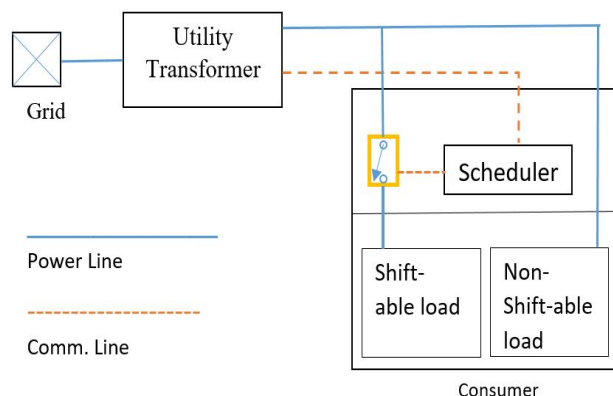 Utility
Transformer
Grid
Scheduler
Power Line
Comm. Line
Shift-
able load
Non-
Shift-able
load
Consumer